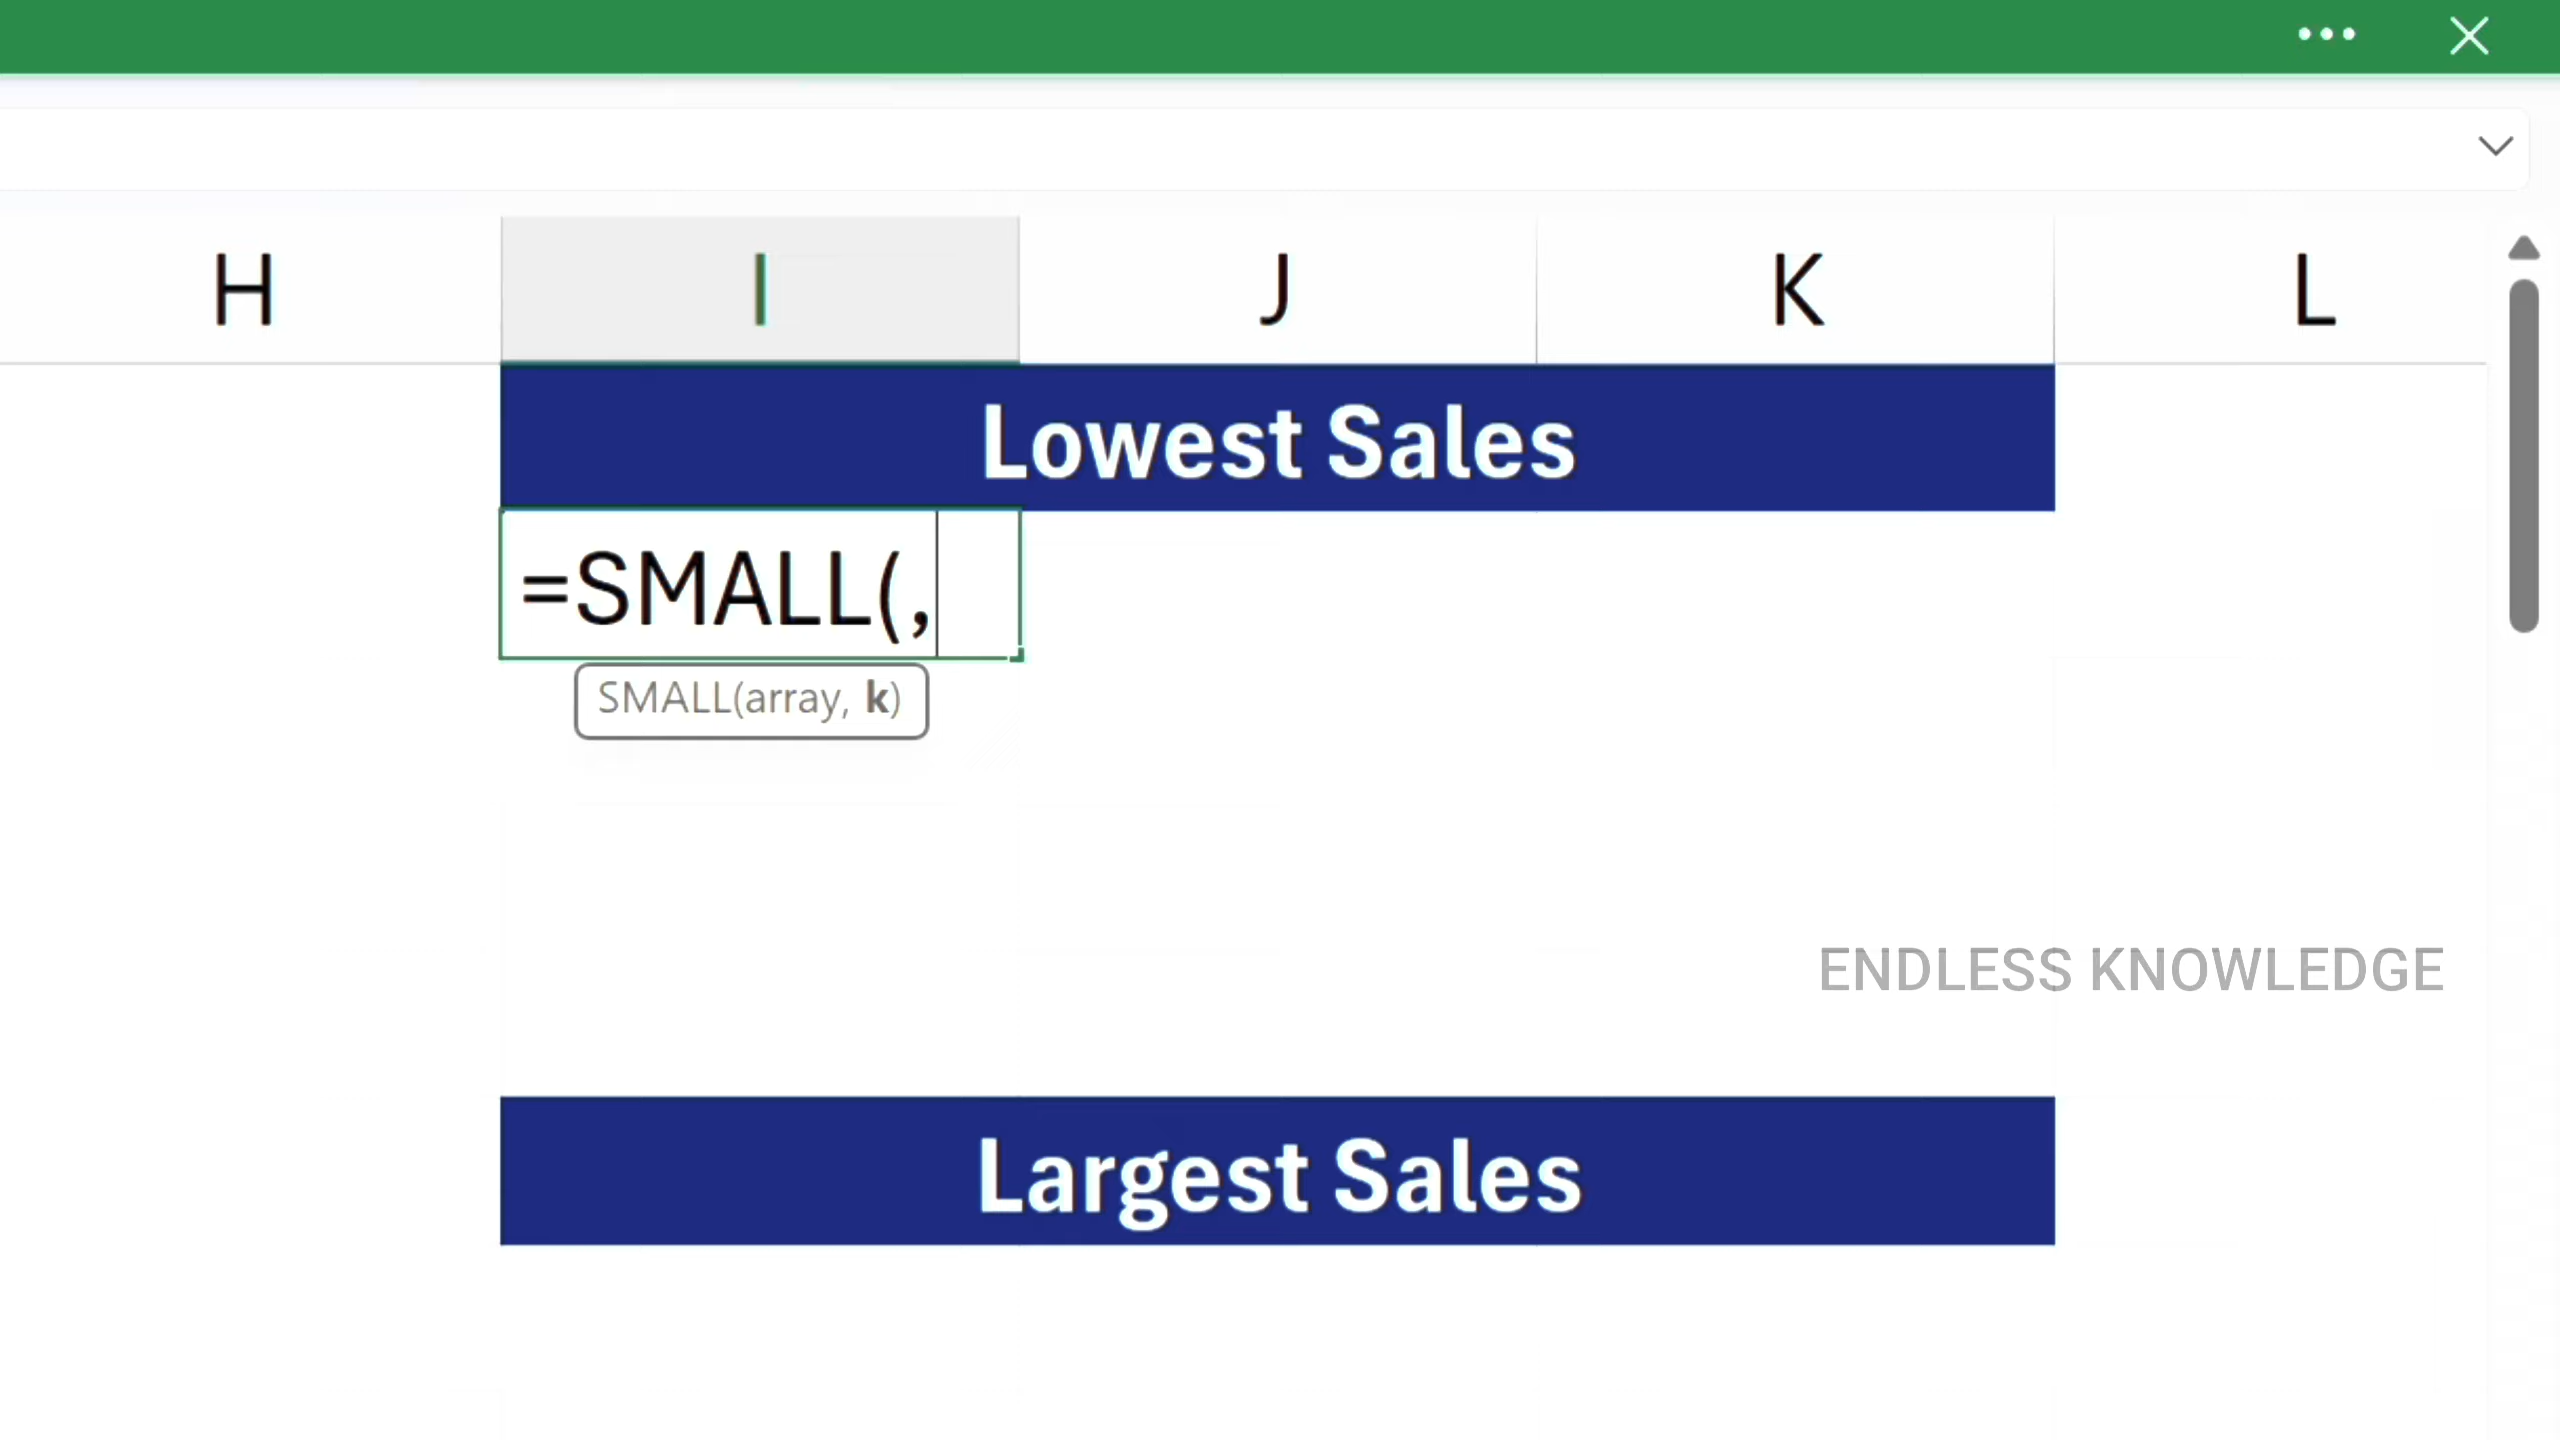 H I J K L
Lowest Sales
=SMALL(,
SMALL(array, k)
ENDLESS KNOWLEDGE
Largest Sales